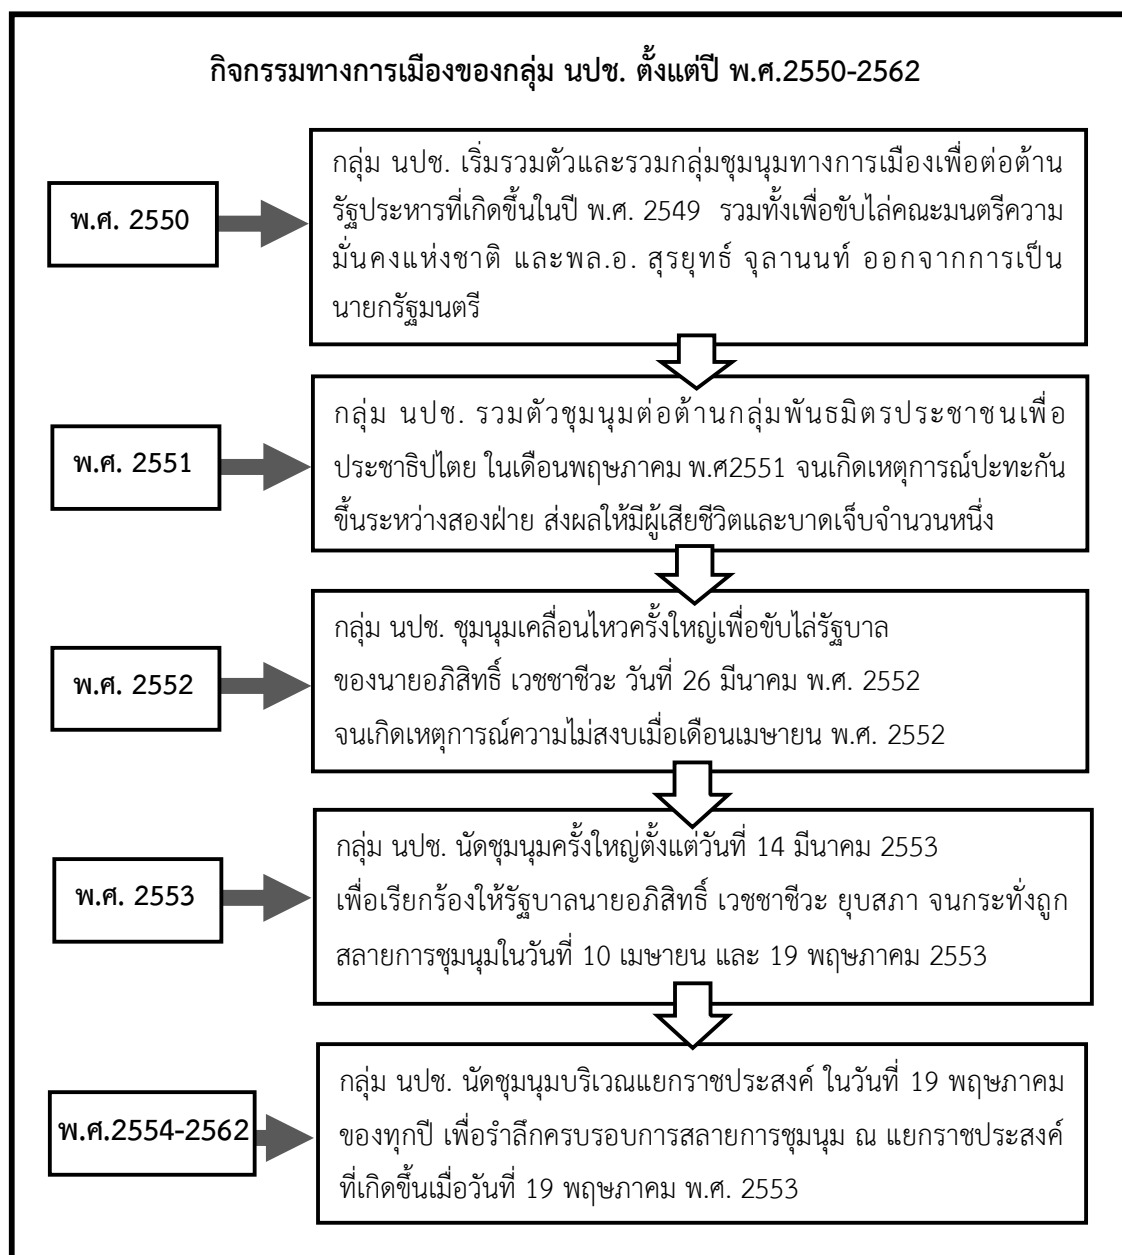 กิจกรรมทางการเมืองของกลุ่ม นปช. ตั้งแต่ปี พ.ศ.2550-2562
พ.ศ. 2550
กลุ่ม นปช. เริ่มรวมตัวและรวมกลุ่มชุมนุมทางการเมืองเพื่อต่อต้าน
รัฐประหารที่เกิดขึ้นในปี พ.ศ. 2549 รวมทั้งเพื่อขับไล่คณะมนตรีความ
มั่นคงแห่งชาติ และพล.อ. สุรยุทธ์ จุลานนท์ ออกจากการเป็น
นายกรัฐมนตรี
พ.ศ. 2551
กลุ่ม นปช. รวมตัวชุมนุมต่อต้านกลุ่มพันธมิตรประชาชนเพื่อ
ประชาธิปไตย ในเดือนพฤษภาคม พ.ศ2551 จนเกิดเหตุการณ์ปะทะกัน
ขึ้นระหว่างสองฝ่าย ส่งผลให้มีผู้เสียชีวิตและบาดเจ็บจำนวนหนึ่ง
พ.ศ. 2552
กลุ่ม นปช. ชุมนุมเคลื่อนไหวครั้งใหญ่เพื่อขับไล่รัฐบาล
ของนายอภิสิทธิ์ เวชชาชีวะ วันที่ 26 มีนาคม พ.ศ. 2552
จนเกิดเหตุการณ์ความไม่สงบเมื่อเดือนเมษายน พ.ศ. 2552
พ.ศ. 2553
กลุ่ม นปช. นัดชุมนุมครั้งใหญ่ตั้งแต่วันที่ 14 มีนาคม 2553
เพื่อเรียกร้องให้รัฐบาลนายอภิสิทธิ์ เวชชาชีวะ ยุบสภา จนกระทั่งถูก
สลายการชุมนุมในวันที่ 10 เมษายน และ 19 พฤษภาคม 2553
พ.ศ.2554-2562
กลุ่ม นปช. นัดชุมนุมบริเวณแยกราชประสงค์ ในวันที่ 19 พฤษภาคม
ของทุกปี เพื่อรำลึกครบรอบการสลายการชุมนุม ณ แยกราชประสงค์
ที่เกิดขึ้นเมื่อวันที่ 19 พฤษภาคม พ.ศ. 2553